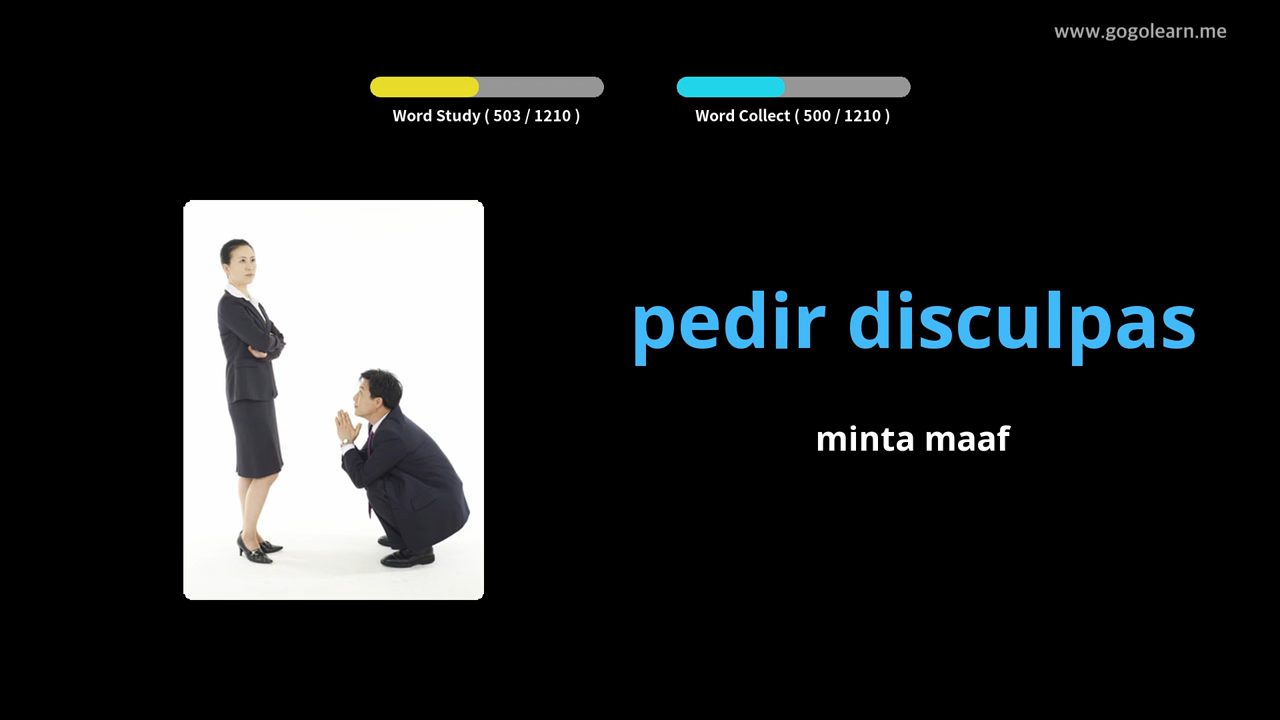 www.gogolearn.me
Word Study ( 503 / 1210 )
Word Collect ( 500 / 1210 )
pedir disculpas
minta maaf